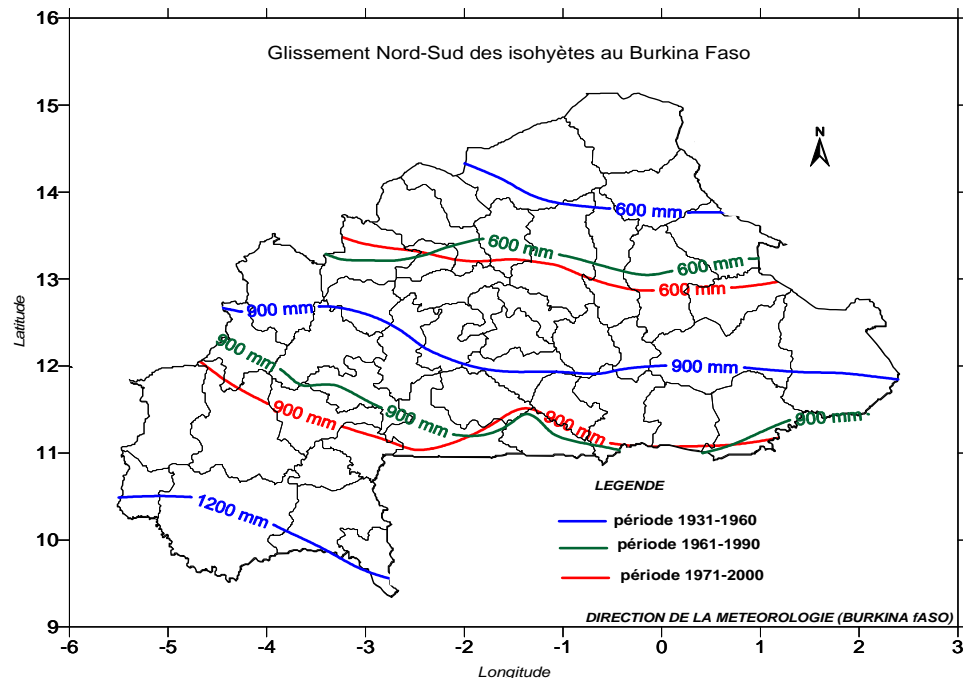 Glissement Nord-Sud des isohyètes au Burkina Faso
16
15
14
13
12
11
10
9
Latitude
N
600 mm
600 mm
600 mm
600 mm
900 mm
900 mm
900 mm
900 mm
900 mm
900 mm
900 mm
1200 mm
LEGENDE
période 1931-1960
période 1961-1990
période 1971-2000
DIRECTION DE LA METEOROLOGIE (BURKINA fASO)
-6
-5
-4
-3
-2
-1
0
1
2
3
Longitude